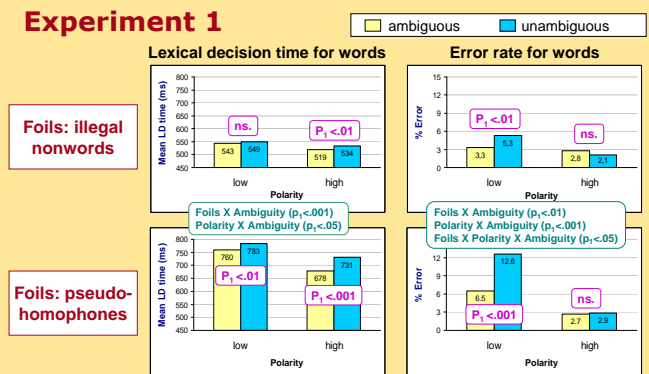 Experiment 1
ambiguous
unambiguous
Lexical decision time for words
Error rate for words
Foils: illegal
nonwords
Mean LD time (ms)
800
750
700
650
600
550
500
450
ns.
P1 <.01
543
549
519
534
low
high
Polarity
% Error
15
12
9
6
3
0
P1 <.01
ns.
3,3
5,3
2,8
2,1
low
high
Polarity
Foils X Ambiguity (p1<.001)
Polarity X Ambiguity (p1<.05)
Foils X Ambiguity (p1<.01)
Polarity X Ambiguity (p1<.001)
Foils X Polarity X Ambiguity (p1<.05)
Foils: pseudo-
homophones
Mean LD time (ms)
800
750
700
650
600
550
500
450
760
783
678
731
P1 <.01
P1 <.001
low
high
Polarity
% Error
12
9
6
3
0
6.5
12.6
2.7
2.9
P1 <.001
ns.
low
high
Polarity